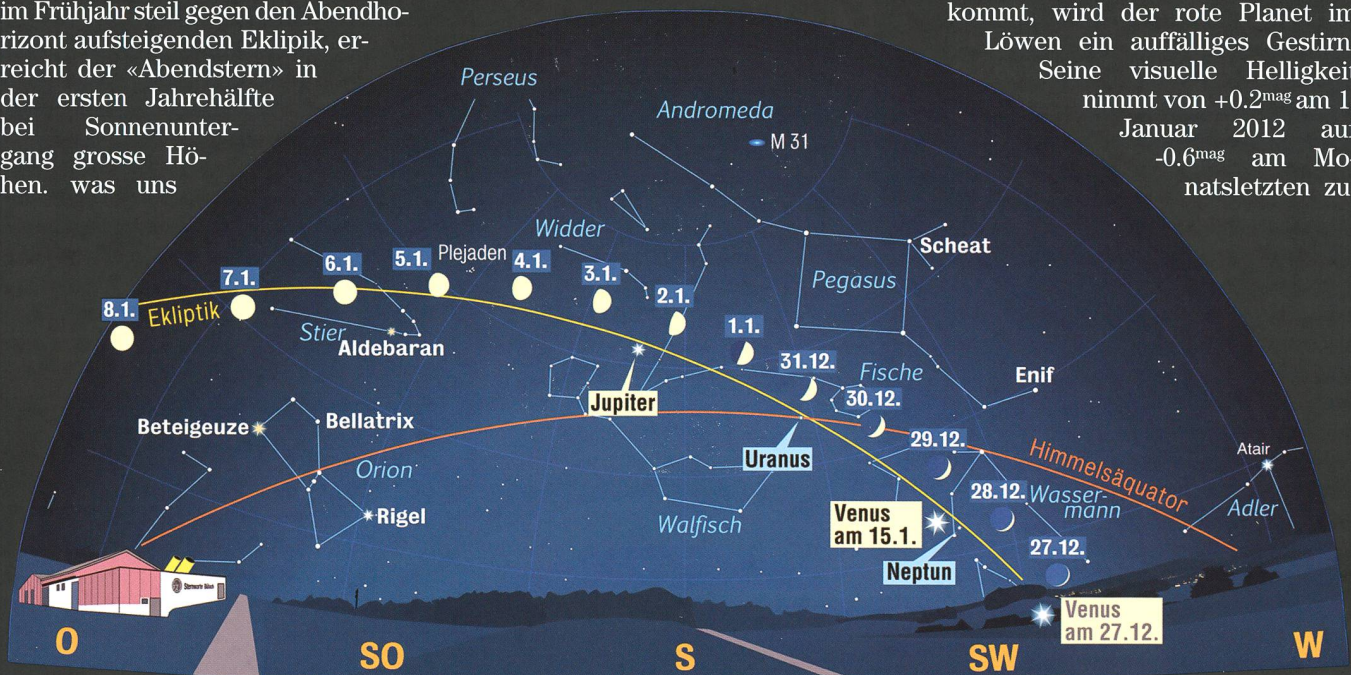 im Frühjahr steil gegen den Abendho-
rizont aufsteigenden Eklipik, er-
reicht der «Abendstern» in
der ersten Jahrehälfte
bei Sonnenunter-
gang grosse Hö-
hen. was uns
kommt, wird der rote Planet im
Löwen ein auffälliges Gestirn
Seine visuelle Helligkeit
nimmt von +0.2mag am 1
Januar 2012 auf
-0.6mag am Mo-
natsletzten zu
Perseus
Andromeda
M 31
Widder
Scheat
Plejaden
Pegasus
8.1.
7.1.
6.1.
5.1.
4.1.
3.1.
2.1.
1.1.
31.12.
30.12.
29.12.
28.12.
27.12.
Ekliptik
Stier
Aldebaran
Fische
Enif
Jupiter
Beteigeuze
Bellatrix
Orion
Rigel
Uranus
Himmelsäquator
Atair
Adler
Walfisch
Wasser-
mann
Venus
am 15.1.
Neptun
Sternwarte Bülach
Venus
am 27.12.
O
SO
S
SW
W